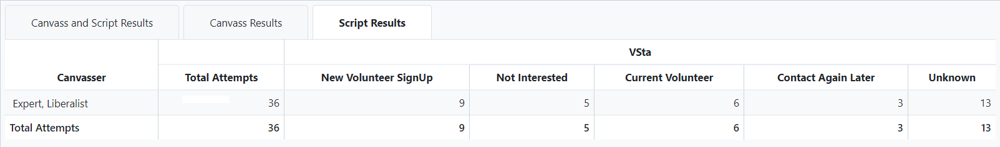 Canvass and Script Results Canvass Results Script Results
VSta
Canvasser Total Attempts New Volunteer SignUp Not Interested Current Volunteer Contact Again Later Unknown
Expert, Liberalist 36 9 5 6 3 13
Total Attempts 36 9 5 6 3 13